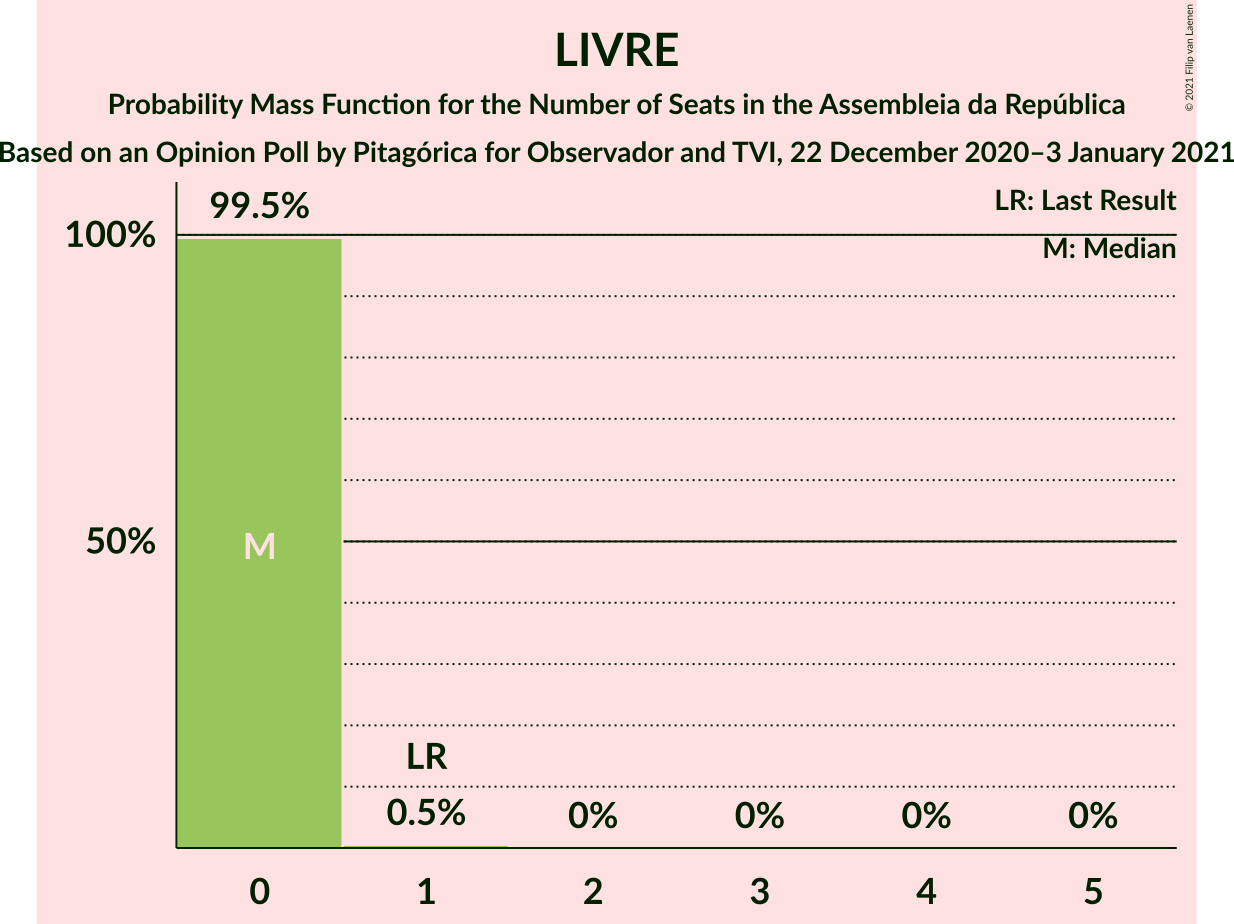 LIVRE
Probability Mass Function for the Number of Seats in the Assembleia da República
Based on an Opinion Poll by Pitagórica for Observador and TVI, 22 December 2020–3 January 2021
© 2021 Filip van Laenen
LR: Last Result
M: Median
99.5%
100%
50%
M
LR
0.5%
0%
0%
0%
0%
0
1
2
3
4
5